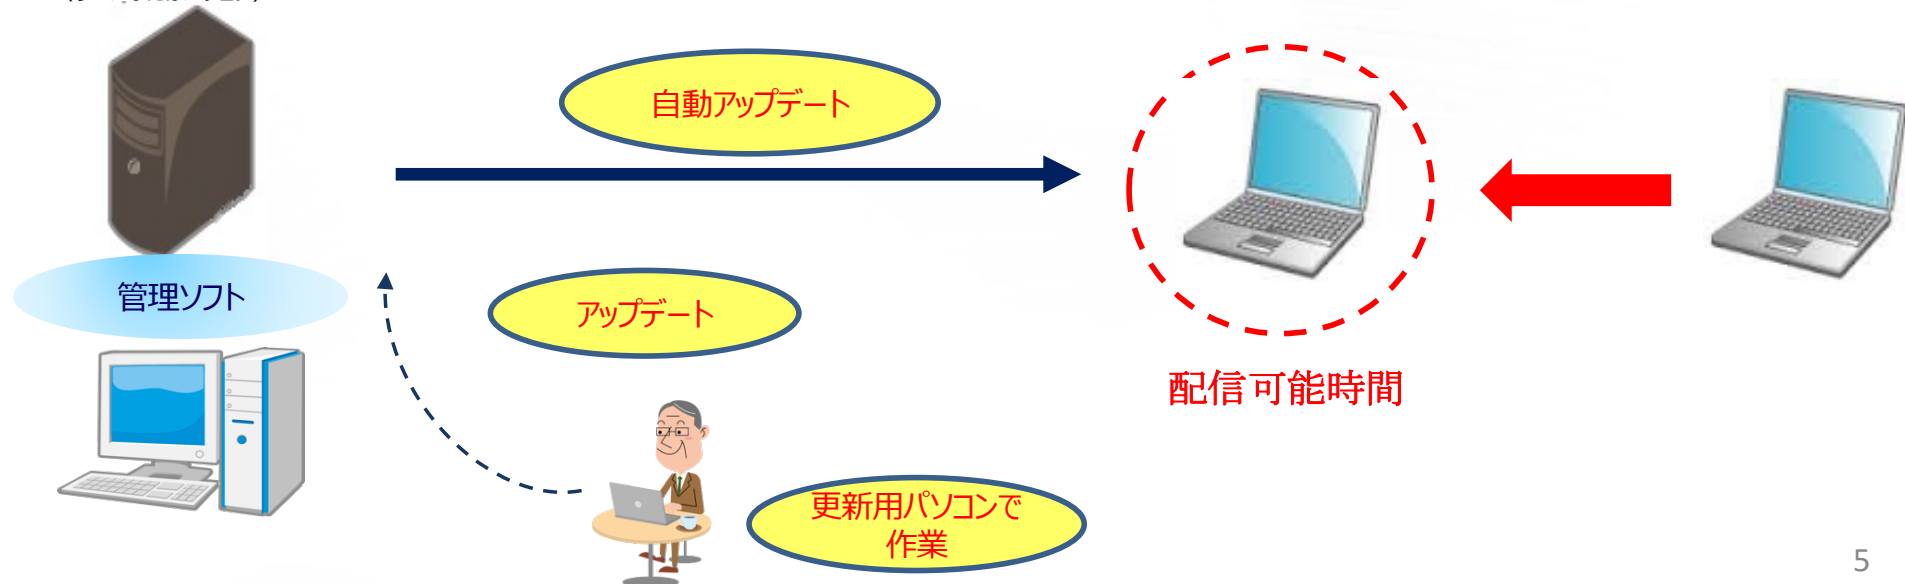 自動アップデート
管理ソフト
アップデート
配信可能時間
更新用パソコンで
作業
5